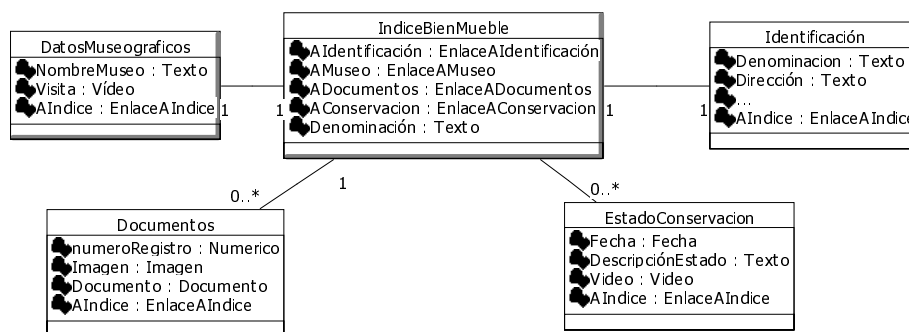 DatosMuseograficos
NombreMuseo : Texto
Visita : Vídeo
AIndice : EnlaceAIndice
1
IndiceBienMueble
AIdentificación : EnlaceAIdentificación
AMuseo : EnlaceAMuseo
ADocumentos : EnlaceADocumentos
AConservacion : EnlaceAConservacion
Denominación : Texto
1
1
1
Identificación
Denominacion : Texto
Dirección : Texto
...
AIndice : EnlaceAIndice
1
0..*
0..*
Documentos
numeroRegistro : Numerico
Imagen : Imagen
Documento : Documento
AIndice : EnlaceAIndice
EstadoConservacion
Fecha : Fecha
DescripciónEstado : Texto
Video : Video
AIndice : EnlaceAIndice